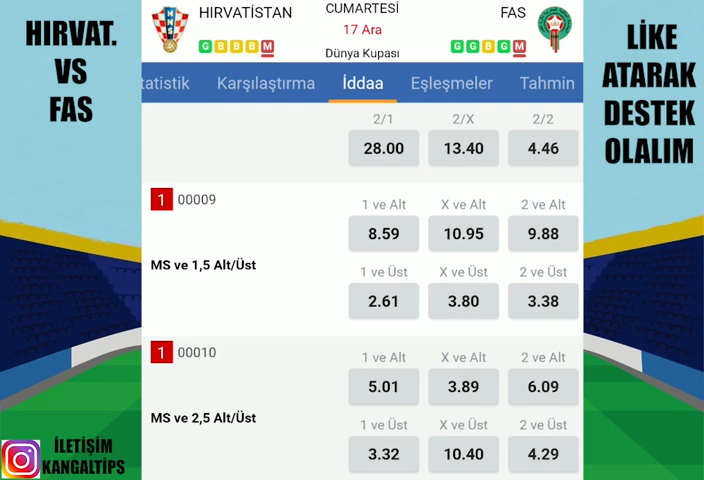 HIRVAT.
VS
FAS
HIRVATİSTAN
G B B B M
CUMARTESİ
17 Ara
Dünya Kupası
FAS
G G B G M
HNS
LİKE
ATARAK
DESTEK
OLALIM
tatistik Karşılaştırma İddaa Eşleşmeler Tahmin
2/1 2/X 2/2
28.00 13.40 4.46
1 00009
1 ve Alt X ve Alt 2 ve Alt
8.59 10.95 9.88
MS ve 1,5 Alt/Üst
1 ve Üst X ve Üst 2 ve Üst
2.61 3.80 3.38
1 00010
1 ve Alt X ve Alt 2 ve Alt
5.01 3.89 6.09
MS ve 2,5 Alt/Üst
1 ve Üst X ve Üst 2 ve Üst
3.32 10.40 4.29
İLETİŞİM
KANGALTİPS